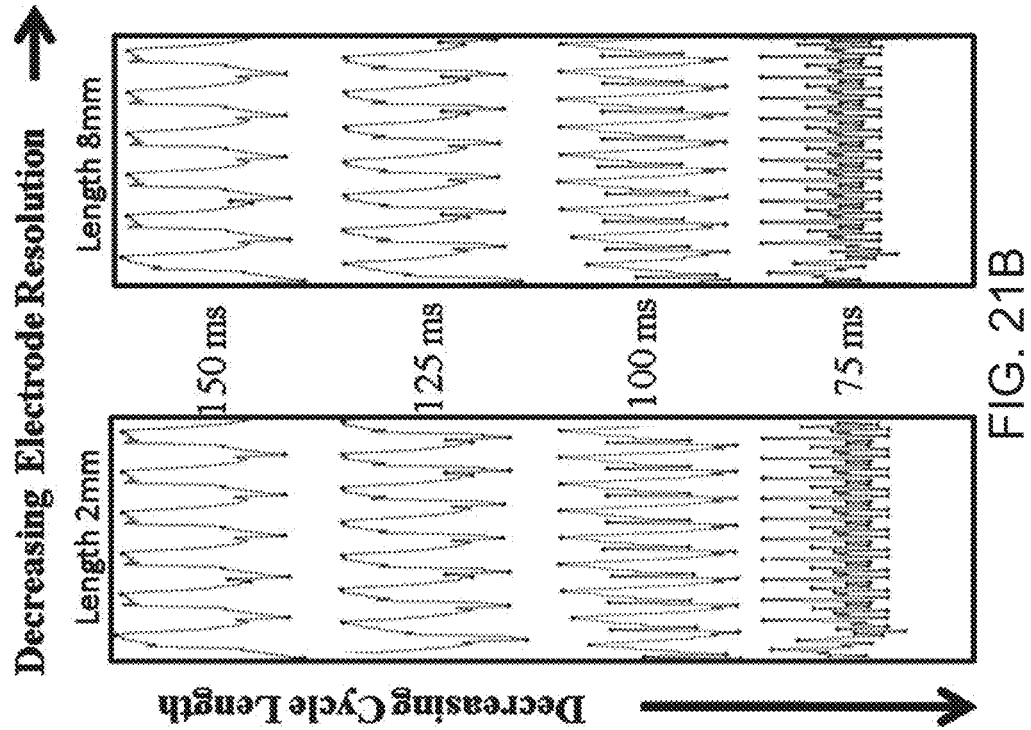 Decreasing Electrode Resolution
Length 2mm
Length 8mm
Decreasing Cycle Length
150 ms
125 ms
100 ms
75 ms
FIG. 21B